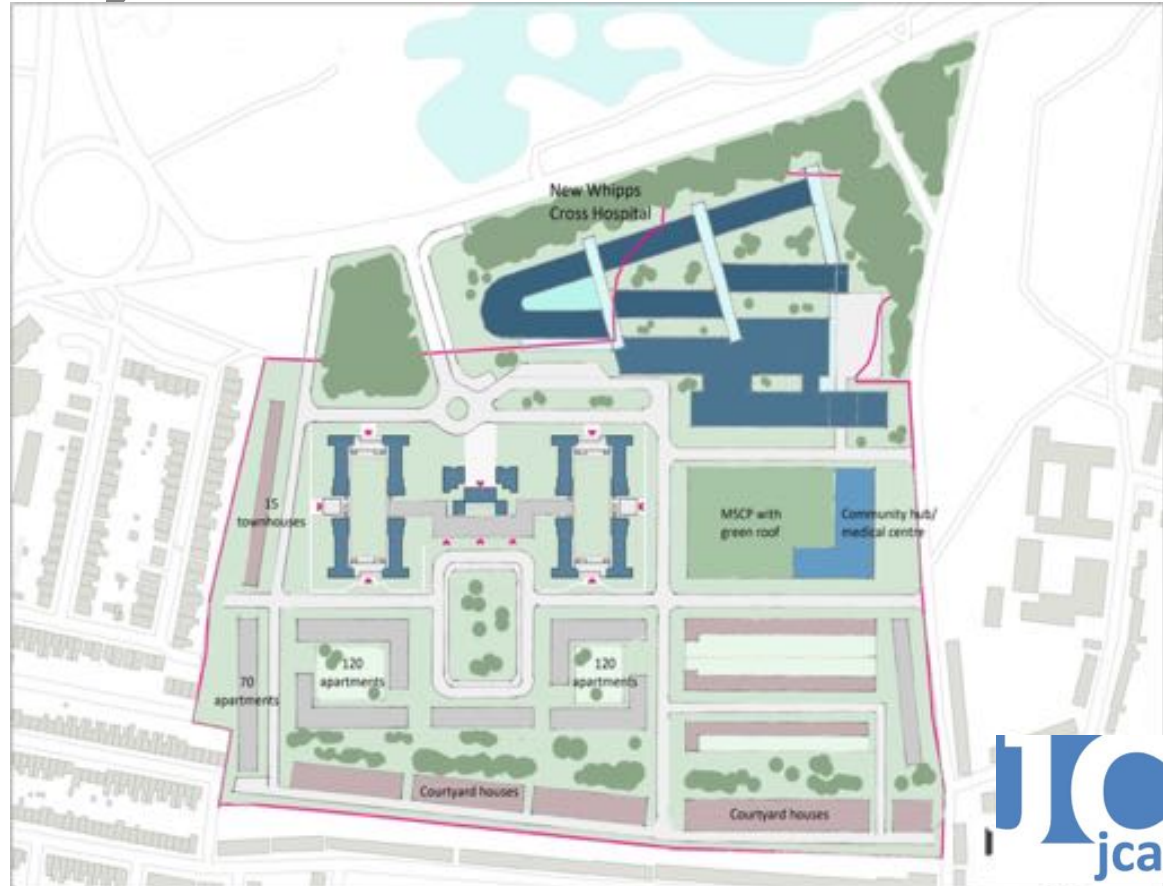 New Whipps
Cross Hospital
15
townhouses
MSCP with
green roof
Community hub/
medical centre
120
apartments
120
apartments
70
apartments
Courtyard houses
Courtyard houses
jca